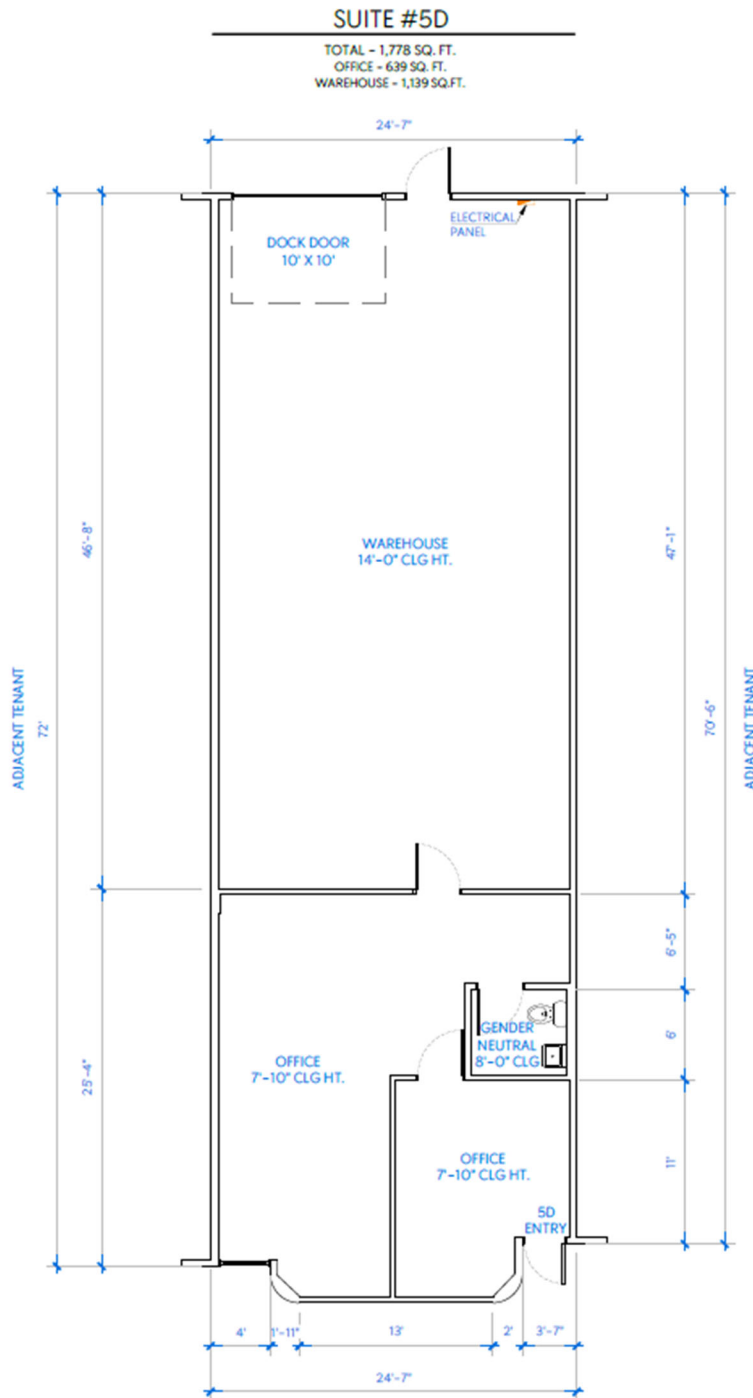 SUITE #5D
TOTAL - 1,778 SQ. FT.
OFFICE - 639 SQ. FT.
WAREHOUSE - 1,139 SQ.FT.
24'-7"
DOCK DOOR
10' X 10'
ELECTRICAL
PANEL
WAREHOUSE
14'-0" CLG HT.
46'-8"
47'-1"
ADJACENT TENANT
72'
70'-6"
ADJACENT TENANT
6'-5"
GENDER
NEUTRAL
8'-0" CLG
6'
OFFICE
7'-10" CLG HT.
25'-4"
OFFICE
7'-10" CLG HT.
11'
5D
ENTRY
4'
1'-11"
13'
2'
3'-7"
24'-7"